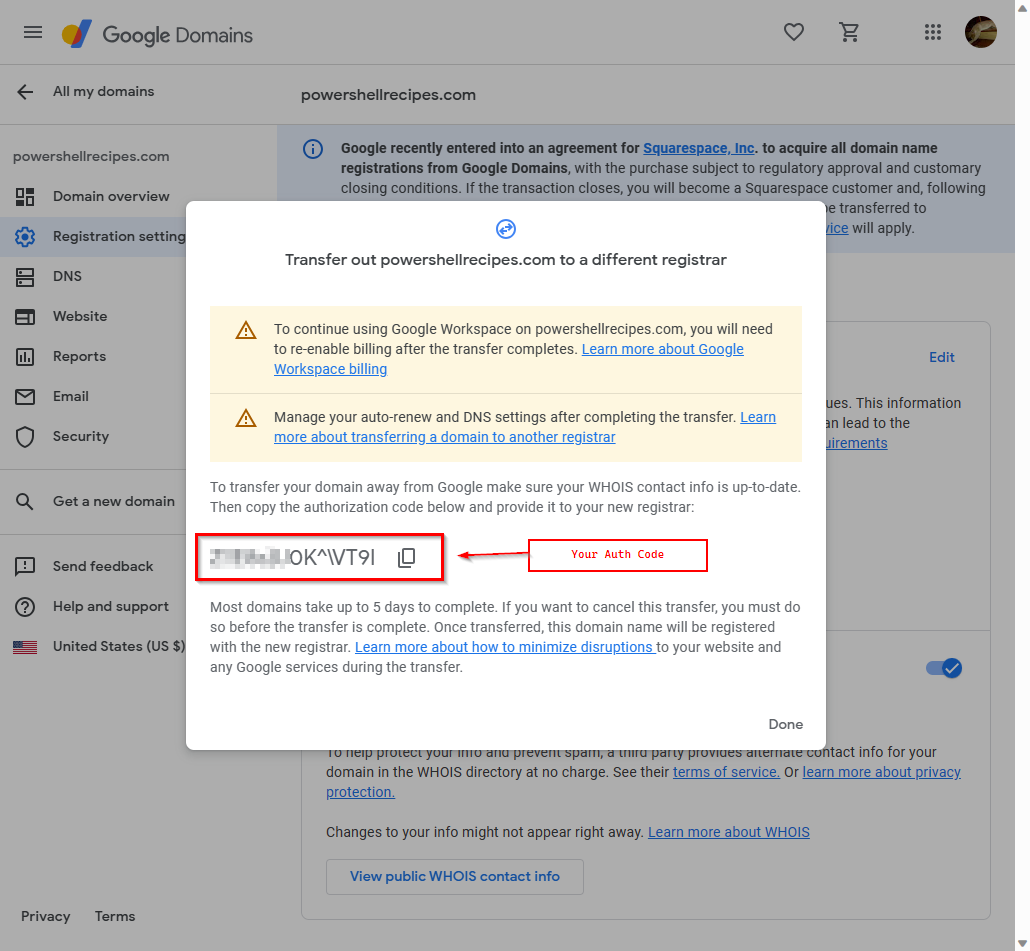 Google Domains
All my domains
powershellrecipes.com
powershellrecipes.com
Domain overview
Registration setting
DNS
Website
Reports
Email
Security
Get a new domain
Send feedback
Help and support
United States (US $)
Privacy Terms
Google recently entered into an agreement for Squarespace, Inc. to acquire all domain name
registrations from Google Domains, with the purchase subject to regulatory approval and customary
closing conditions. If the transaction closes, you will become a Squarespace customer and, following
be transferred to
vice will apply.
Transfer out powershellrecipes.com to a different registrar
To continue using Google Workspace on powershellrecipes.com, you will need
to re-enable billing after the transfer completes. Learn more about Google
Workspace billing
Manage your auto-renew and DNS settings after completing the transfer. Learn
more about transferring a domain to another registrar
To transfer your domain away from Google make sure your WHOIS contact info is up-to-date.
Then copy the authorization code below and provide it to your new registrar:
Your Auth Code
Most domains take up to 5 days to complete. If you want to cancel this transfer, you must do
so before the transfer is complete. Once transferred, this domain name will be registered
with the new registrar. Learn more about how to minimize disruptions to your website and
any Google services during the transfer.
Done
Edit
ues. This information
an lead to the
uirements
To help protect your info and prevent spam, a third party provides alternate contact info for your
domain in the WHOIS directory at no charge. See their terms of service. Or learn more about privacy
protection.
Changes to your info might not appear right away. Learn more about WHOIS
View public WHOIS contact info